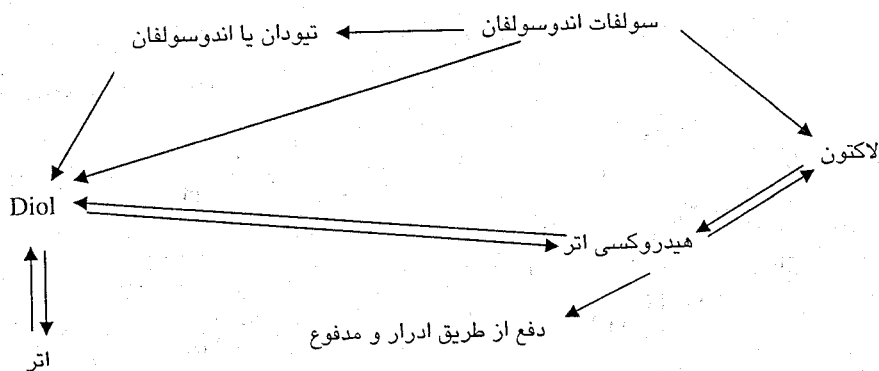 سولفات اندوسولفان
تیودان یا اندوسولفان
لاکتون
Diol
هیدروکسی اتر
دفع از طریق ادرار و مدفوع
اتر